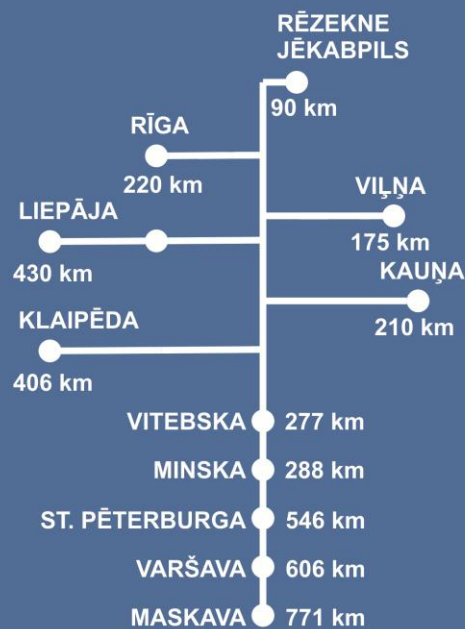 RĒZEKNE
JĒKABPILS
90 km
RĪGA
220 km
VIĻŅA
175 km
LIEPĀJA
430 km
KAUŅA
210 km
KLAIPĒDA
406 km
VITEBSKA 277 km
MINSKA 288 km
ST. PĒTERBURGA 546 km
VARŠAVA 606 km
MASKAVA 771 km